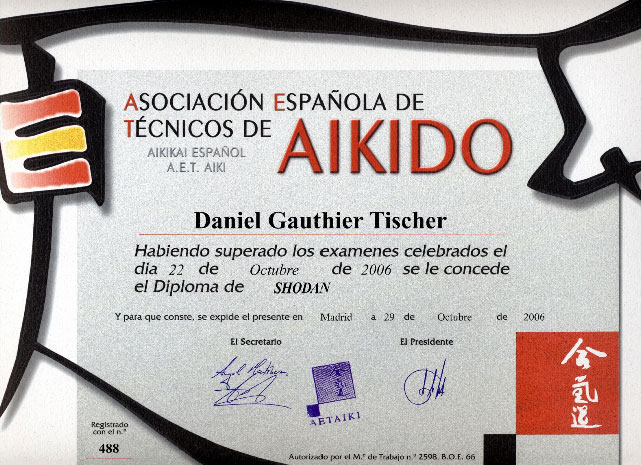 ASOCIACIÓN ESPAÑOLA DE
TÉCNICOS DE AIKIDO
AIKIKAI ESPAÑOL
A.E.T. AIKI
Daniel Gauthier Tischer
Habiendo superado los examenes celebrados el
dia 22 de Octubre de 2006 se le concede
el Diploma de SHODAN
Y para que conste, se expide el presente en Madrid a 29 de Octubre de 2006
El Secretario El Presidente
AETAIKI
合氣道
Registrado
con el n.º
488
Autorizado por el M.º de Trabajo n.º 2598. B.O.E. 66